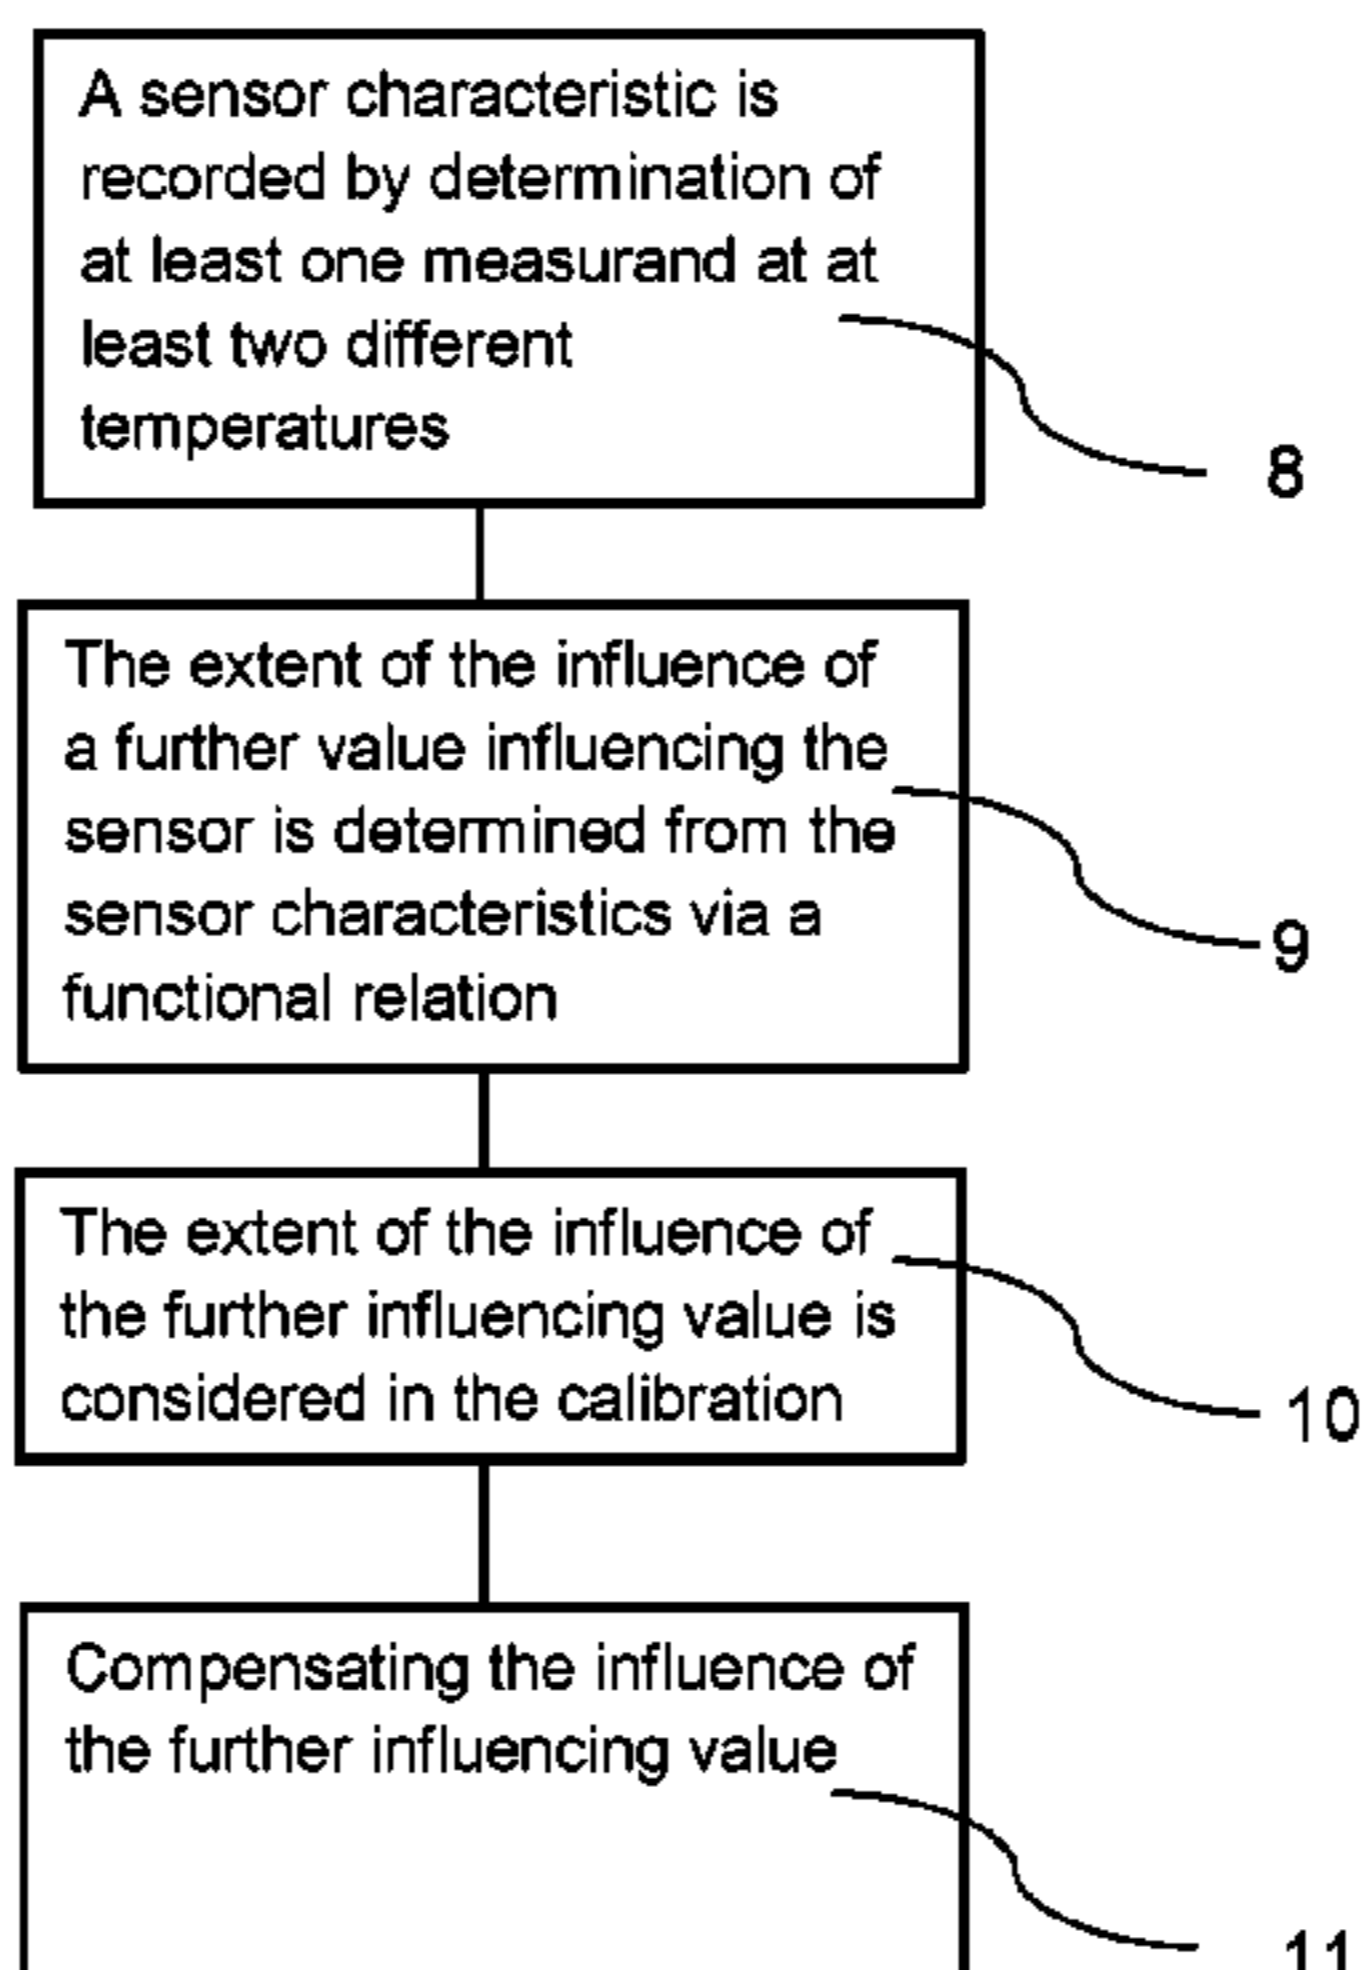 A sensor characteristic is
recorded by determination of
at least one measurand at at
least two different
temperatures
8
The extent of the influence of
a further value influencing the
sensor is determined from the
sensor characteristics via a
functional relation
9
The extent of the influence of
the further influencing value is
considered in the calibration
10
Compensating the influence of
the further influencing value
11